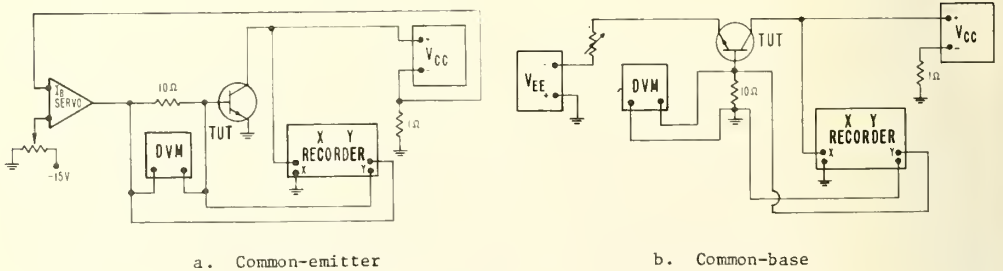 I_B
SERVO
-15V
10Ω
DVM
TUT
X Y
RECORDER
X
Y
V_CC
+
-
1Ω
a. Common-emitter
V_EE
-
+
DVM
TUT
10Ω
X Y
RECORDER
X
Y
V_CC
+
-
1Ω
b. Common-base